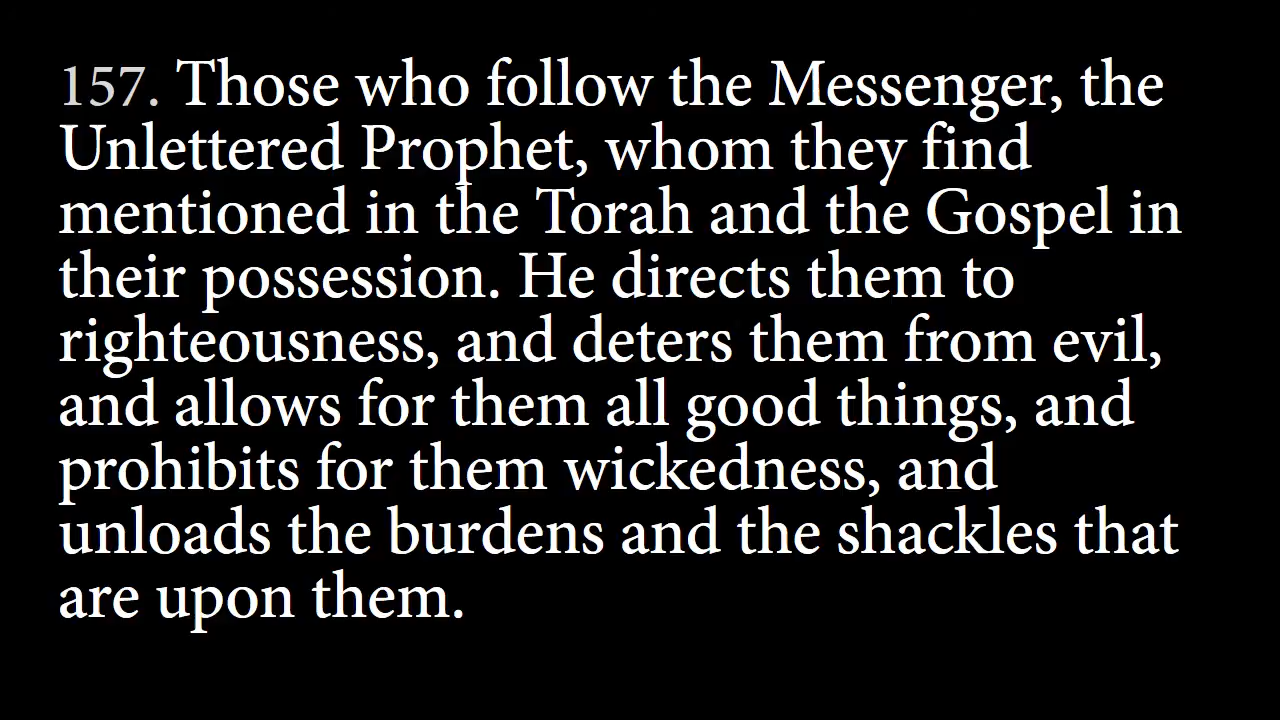 157. Those who follow the Messenger, the
Unlettered Prophet, whom they find
mentioned in the Torah and the Gospel in
their possession. He directs them to
righteousness, and deters them from evil,
and allows for them all good things, and
prohibits for them wickedness, and
unloads the burdens and the shackles that
are upon them.